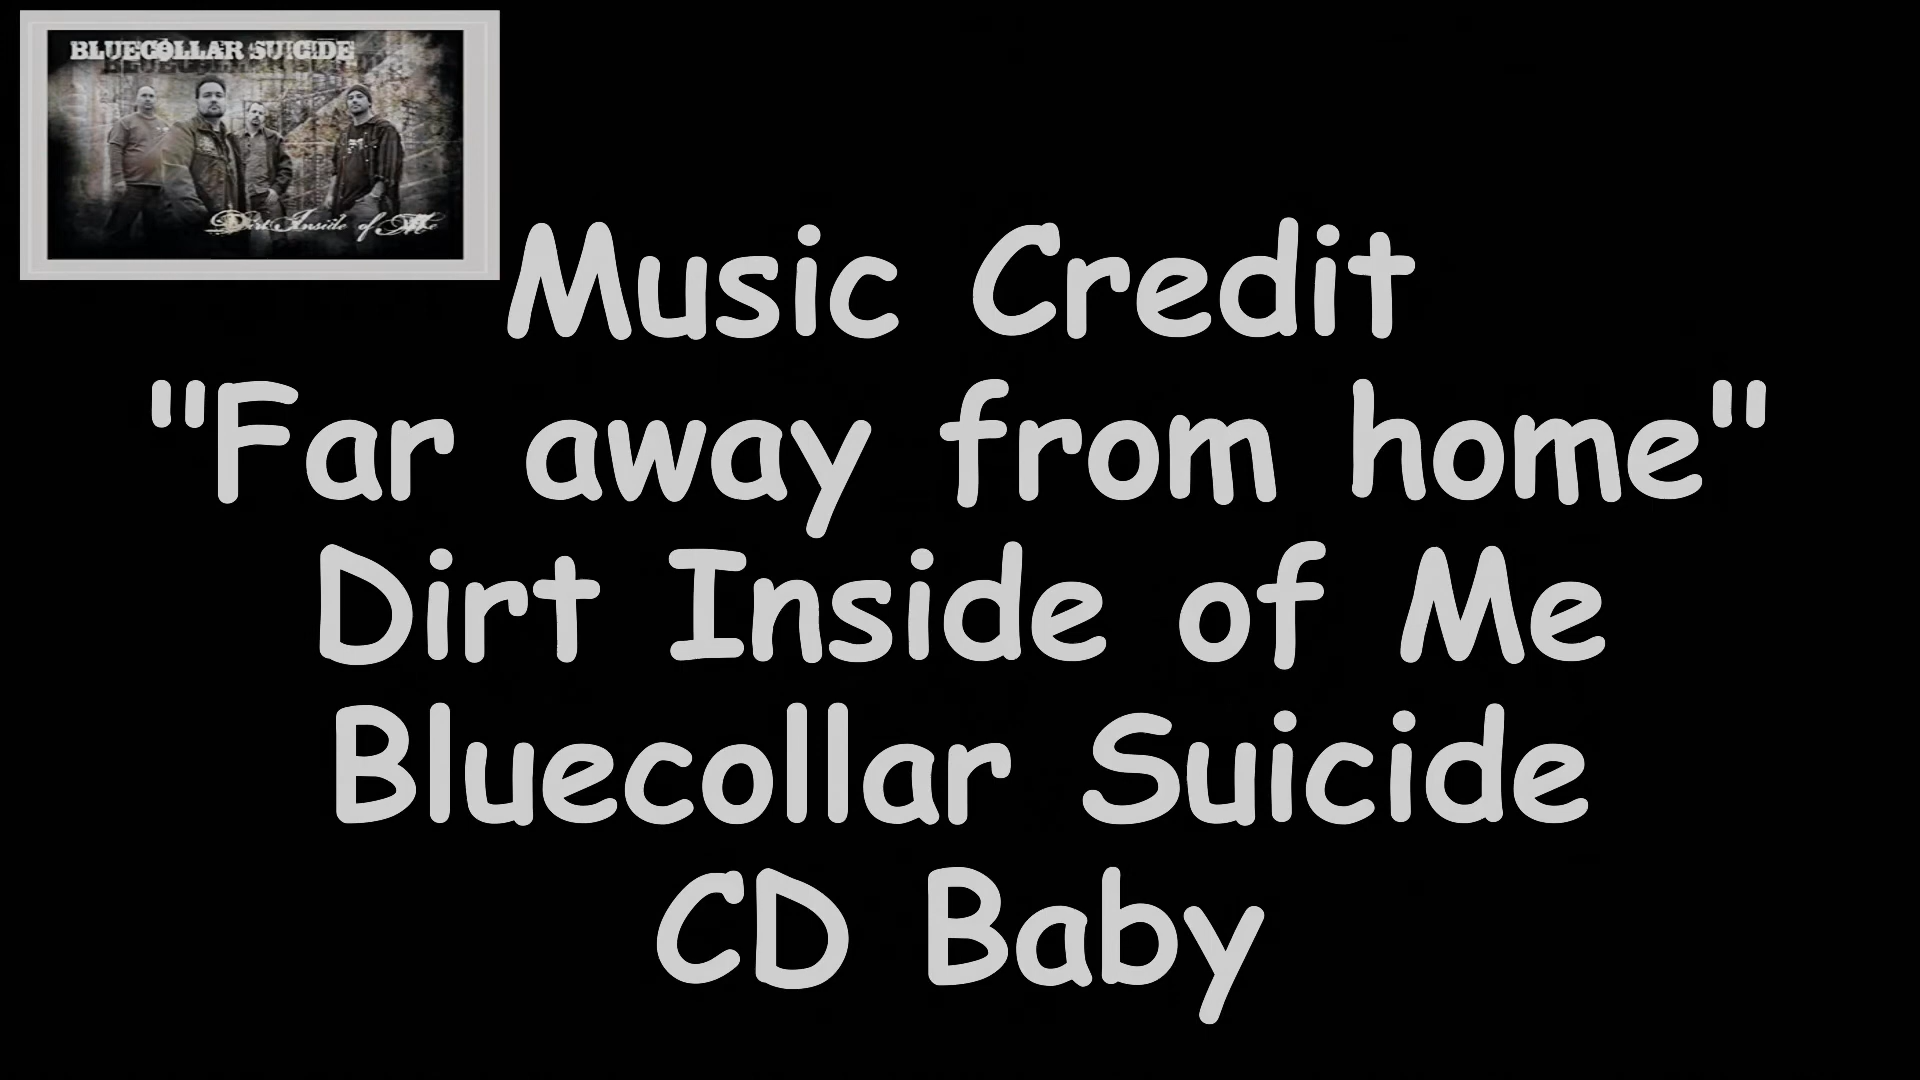 BLUECOLLAR SUICIDE
Dirt Inside of Me
Music Credit
"Far away from home"
Dirt Inside of Me
Bluecollar Suicide
CD Baby